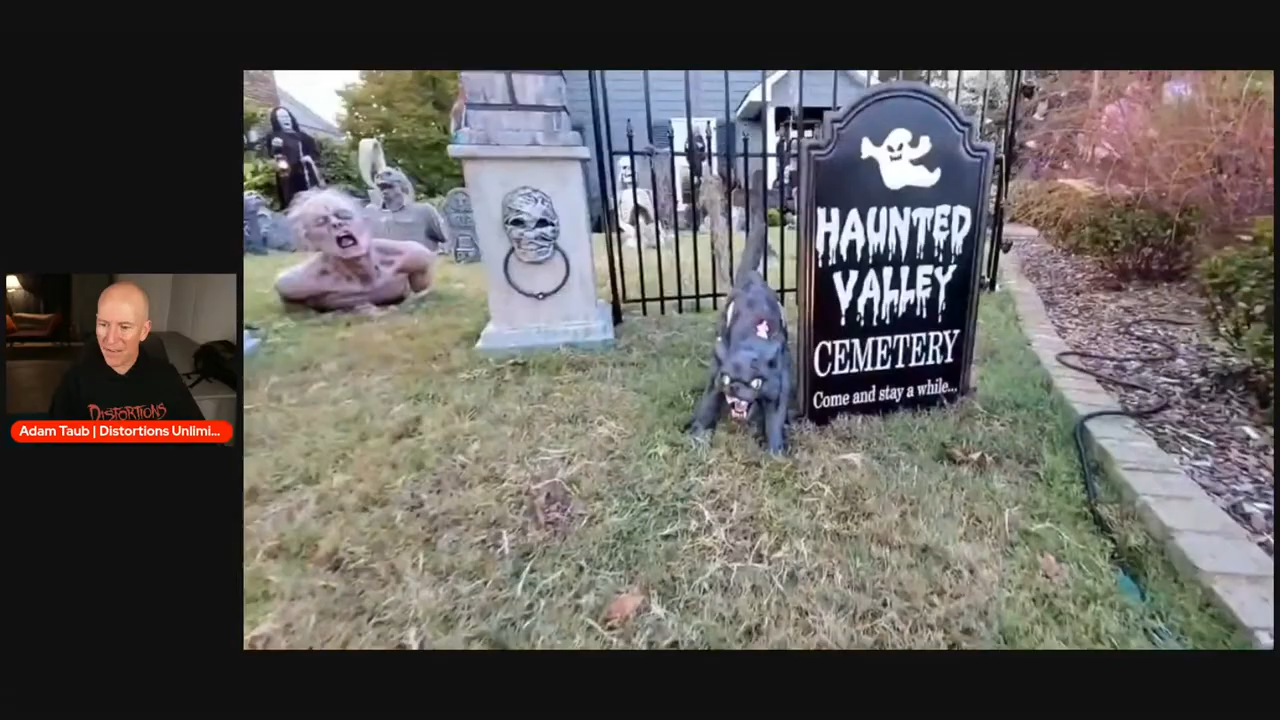 HAUNTED
VALLEY
CEMETERY
Come and stay a while...
DISTORTIONS
Adam Taub | Distortions Unlimi...